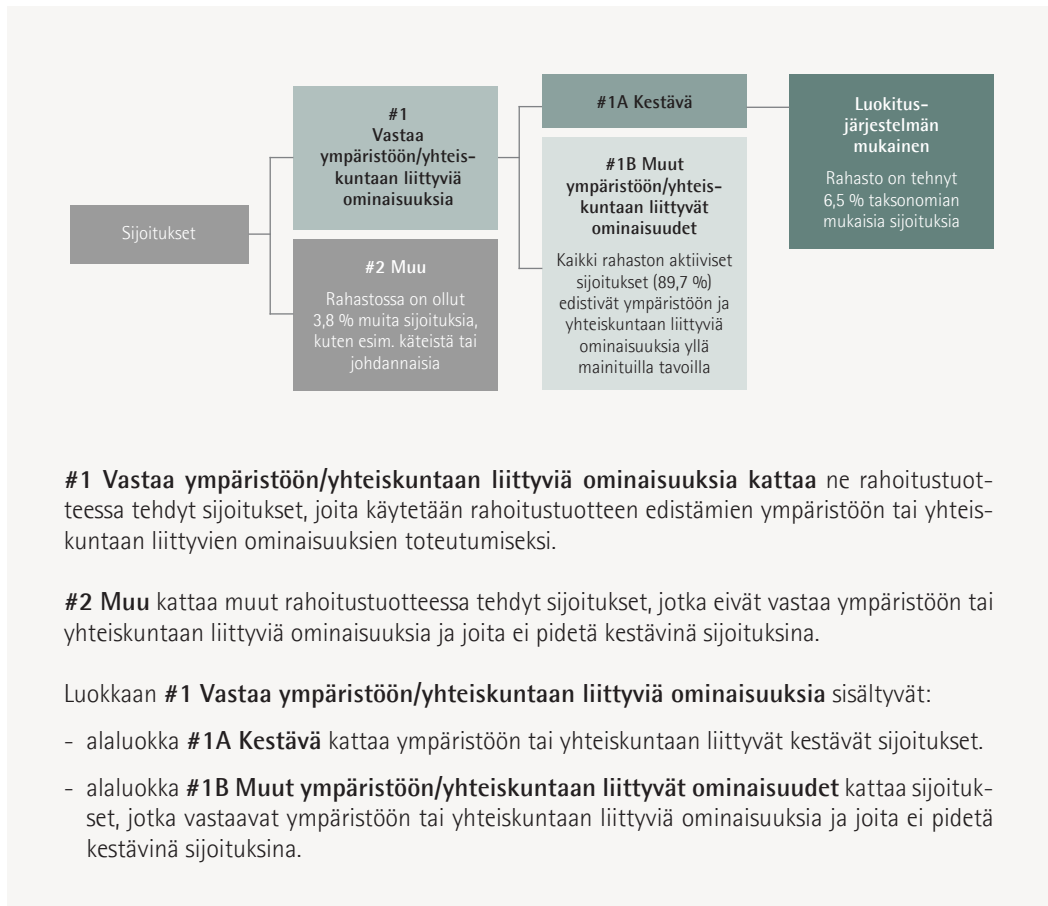 Sijoitukset
#1
Vastaa
ympäristöön/yhteis-
kuntaan liittyviä
ominaisuuksia
#2 Muu
Rahastossa on ollut
3,8 % muita sijoituksia,
kuten esim. käteistä tai
johdannaisia
#1A Kestävä
#1B Muut
ympäristöön/yhteis-
kuntaan liittyvät
ominaisuudet
Kaikki rahaston aktiiviset
sijoitukset (89,7 %)
edistivät ympäristöön ja
yhteiskuntaan liittyviä
ominaisuuksia yllä
mainituilla tavoilla
Luokitus-
järjestelmän
mukainen
Rahasto on tehnyt
6,5 % taksonomian
mukaisia sijoituksia
#1 Vastaa ympäristöön/yhteiskuntaan liittyviä ominaisuuksia kattaa ne rahoitustuot-
teessa tehdyt sijoitukset, joita käytetään rahoitustuotteen edistämien ympäristöön tai yhteis-
kuntaan liittyvien ominaisuuksien toteutumiseksi.
#2 Muu kattaa muut rahoitustuotteessa tehdyt sijoitukset, jotka eivät vastaa ympäristöön tai
yhteiskuntaan liittyviä ominaisuuksia ja joita ei pidetä kestävinä sijoituksina.
Luokkaan #1 Vastaa ympäristöön/yhteiskuntaan liittyviä ominaisuuksia sisältyvät:
- alaluokka #1A Kestävä kattaa ympäristöön tai yhteiskuntaan liittyvät kestävät sijoitukset.
- alaluokka #1B Muut ympäristöön/yhteiskuntaan liittyvät ominaisuudet kattaa sijoituk-
set, jotka vastaavat ympäristöön tai yhteiskuntaan liittyviä ominaisuuksia ja joita ei pidetä
kestävinä sijoituksina.